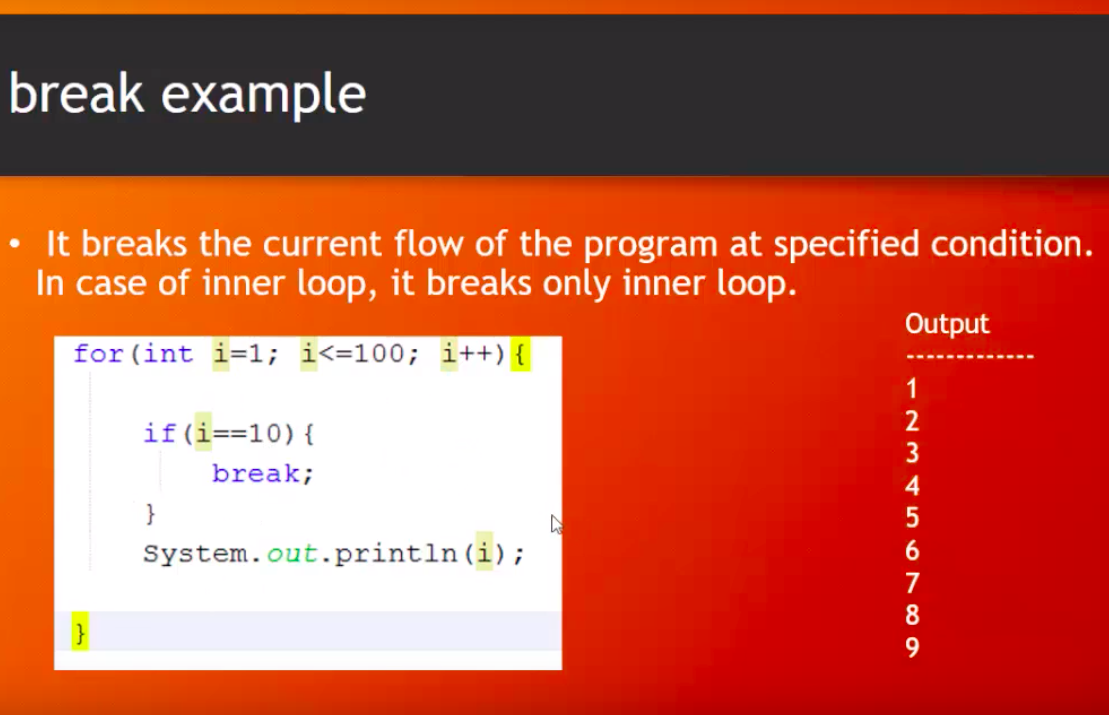 break example
• It breaks the current flow of the program at specified condition.
In case of inner loop, it breaks only inner loop.
for(int i=1; i<=100; i++){
if(i==10){
break;
}
System.out.println(i);
}
Output
-------------
1
2
3
4
5
6
7
8
9